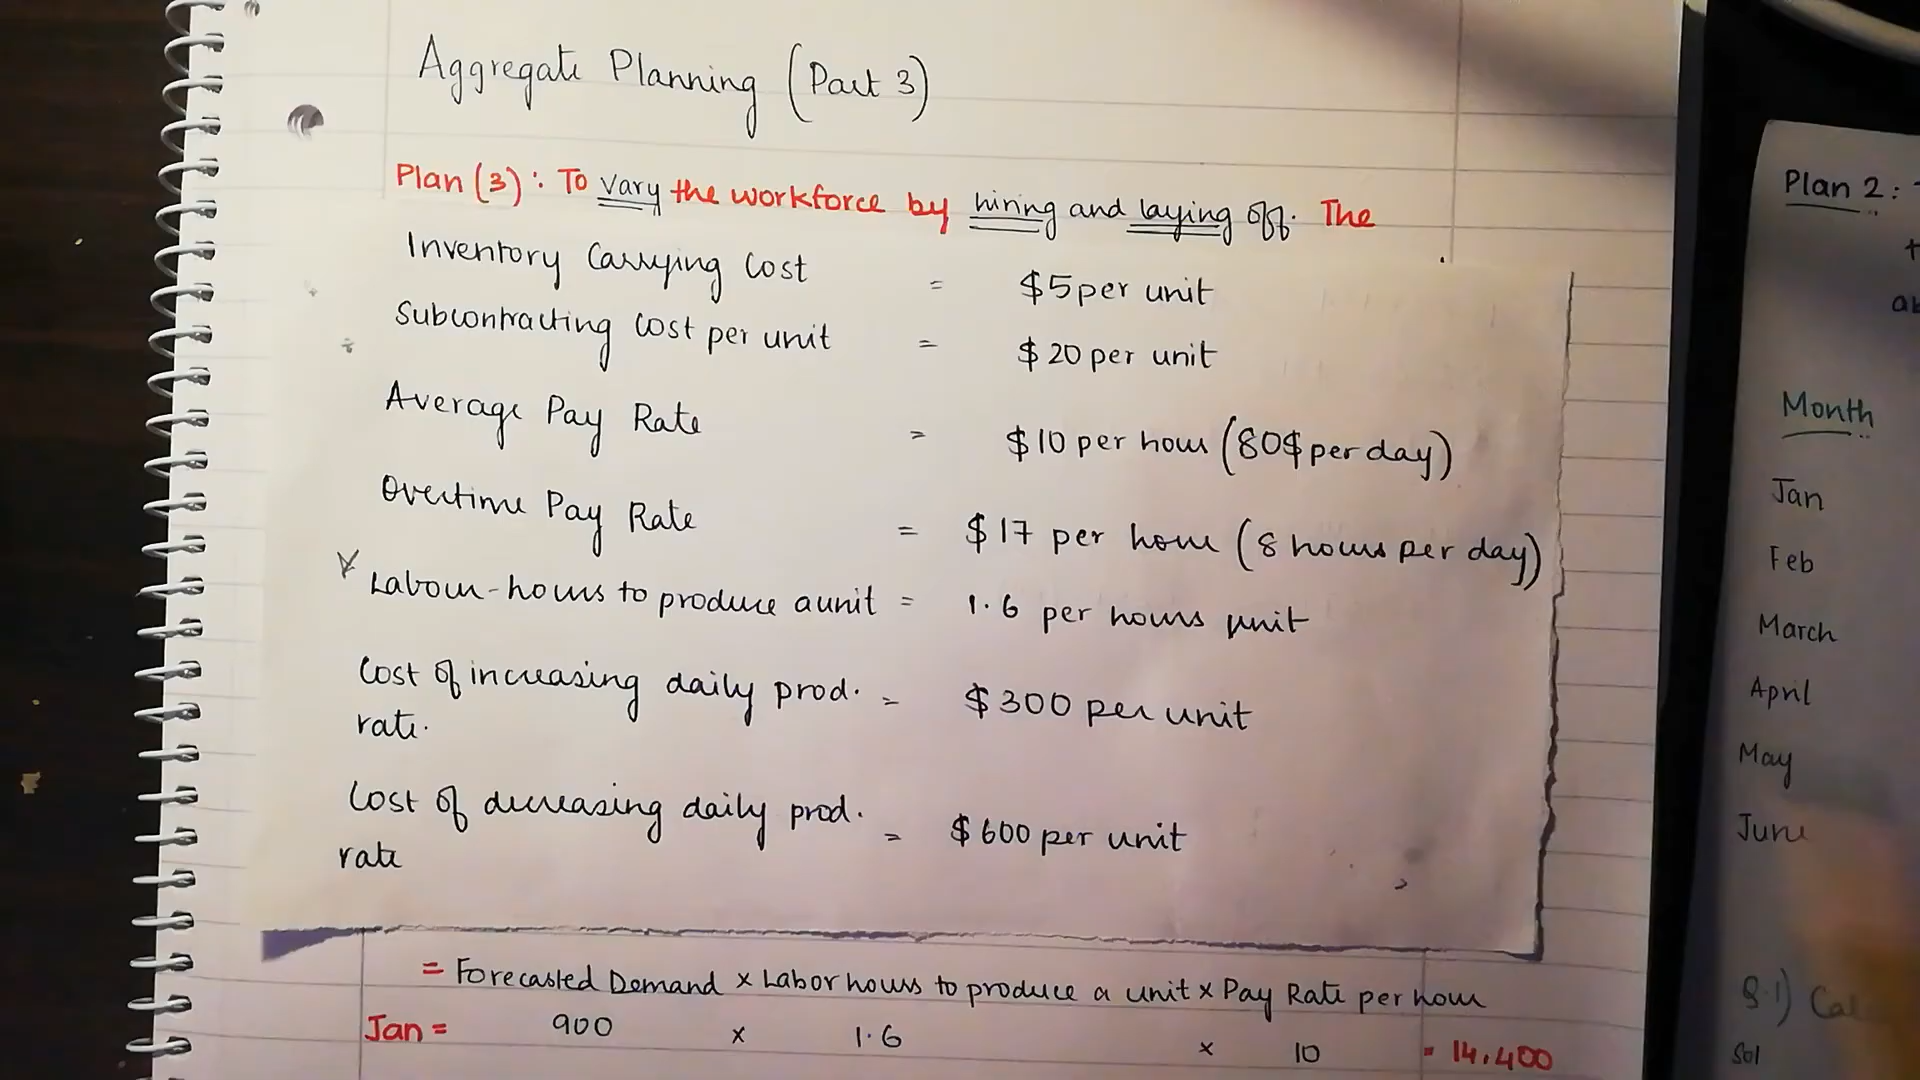 Aggregate Planning (Part 3)
Plan (3): To vary the workforce by hiring and laying off. The
Inventory Carrying Cost = $5 per unit
Subcontracting cost per unit = $20 per unit
Average Pay Rate = $10 per hour (80$ per day)
Overtime Pay Rate = $17 per hour (8 hours per day)
Labour-hours to produce a unit = 1.6 per hours unit
Cost of increasing daily prod. = $300 per unit
rate.
Cost of decreasing daily prod. = $600 per unit
rate
= Forecasted Demand x Labor hours to produce a unit x Pay Rate per hour
Jan = 900 x 1.6 x 10 = 14,400
Plan 2:
Month
Jan
Feb
March
April
May
June
Sol